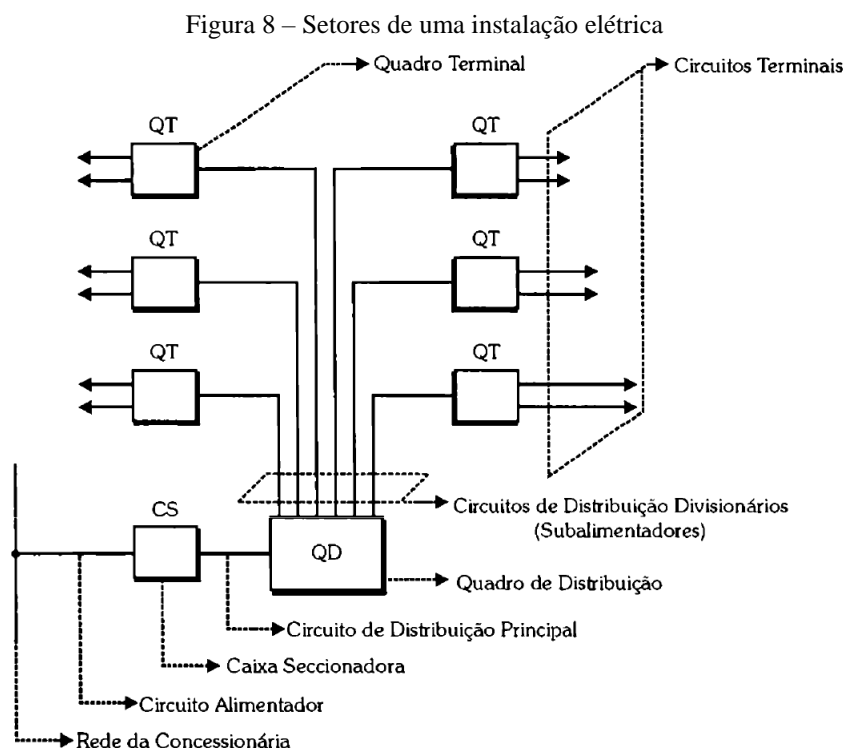 Figura 8 – Setores de uma instalação elétrica
Quadro Terminal
Circuitos Terminais
QT
QT
QT
QT
QT
QT
Circuitos de Distribuição Divisionários
(Subalimentadores)
CS
QD
Quadro de Distribuição
Circuito de Distribuição Principal
Caixa Seccionadora
Circuito Alimentador
Rede da Concessionária